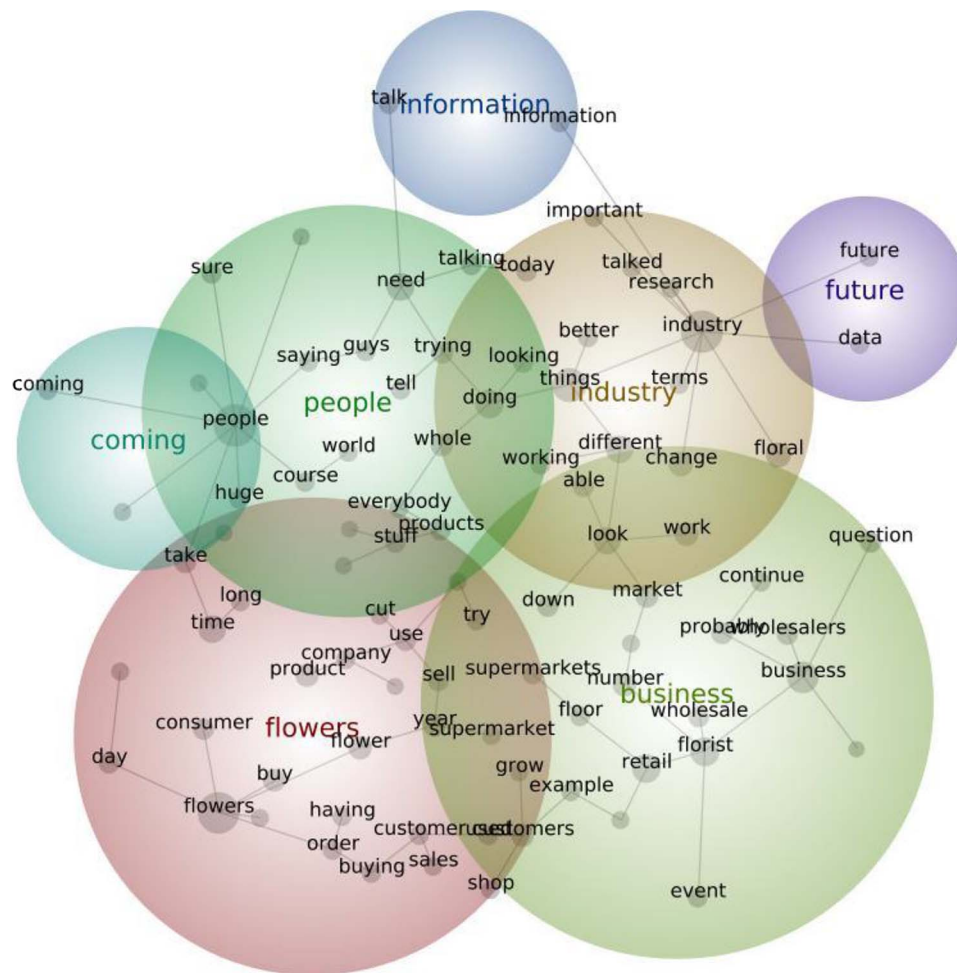 talk
information
information
important
sure
talking
today
talked
future
need
research
future
industry
data
better
guys
trying
looking
saying
things
terms
coming
tell
industry
people
doing
people
world
whole
different
coming
working
change
floral
course
able
huge
everybody
products
stuff
look
work
question
take
market
continue
long
down
cut
try
time
use
probably
wholesalers
company
product
sell
supermarkets
number
business
business
consumer
year
floor
wholesale
flowers
flower
supermarket
florist
day
buy
grow
retail
example
flowers
having
customer
used
customers
order
buying
sales
shop
event